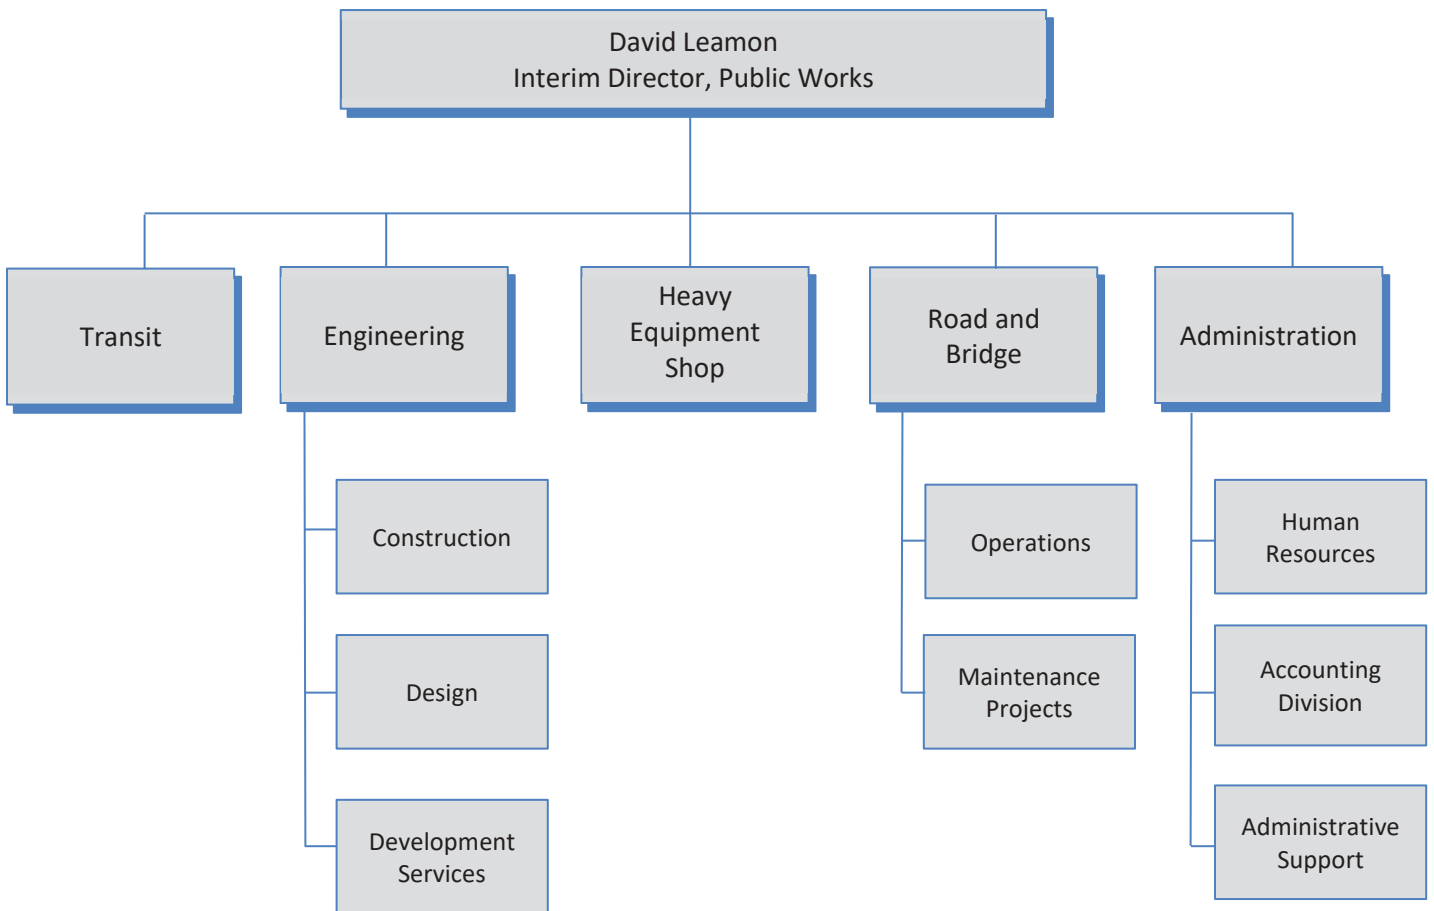 David Leamon
Interim Director, Public Works
Transit
Engineering
Heavy
Equipment
Shop
Road and
Bridge
Administration
Construction
Design
Development
Services
Operations
Maintenance
Projects
Human
Resources
Accounting
Division
Administrative
Support